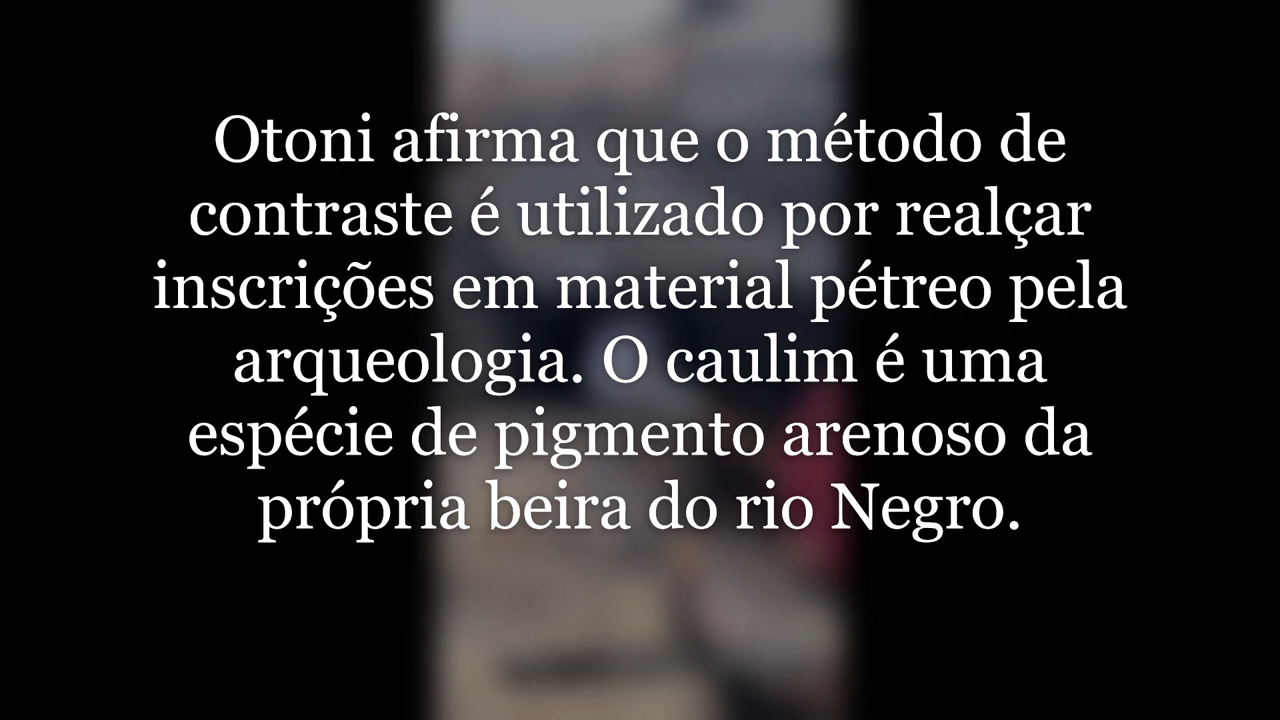 Otoni afirma que o método de
contraste é utilizado por realçar
inscrições em material pétreo pela
arqueologia. O caulim é uma
espécie de pigmento arenoso da
própria beira do rio Negro.